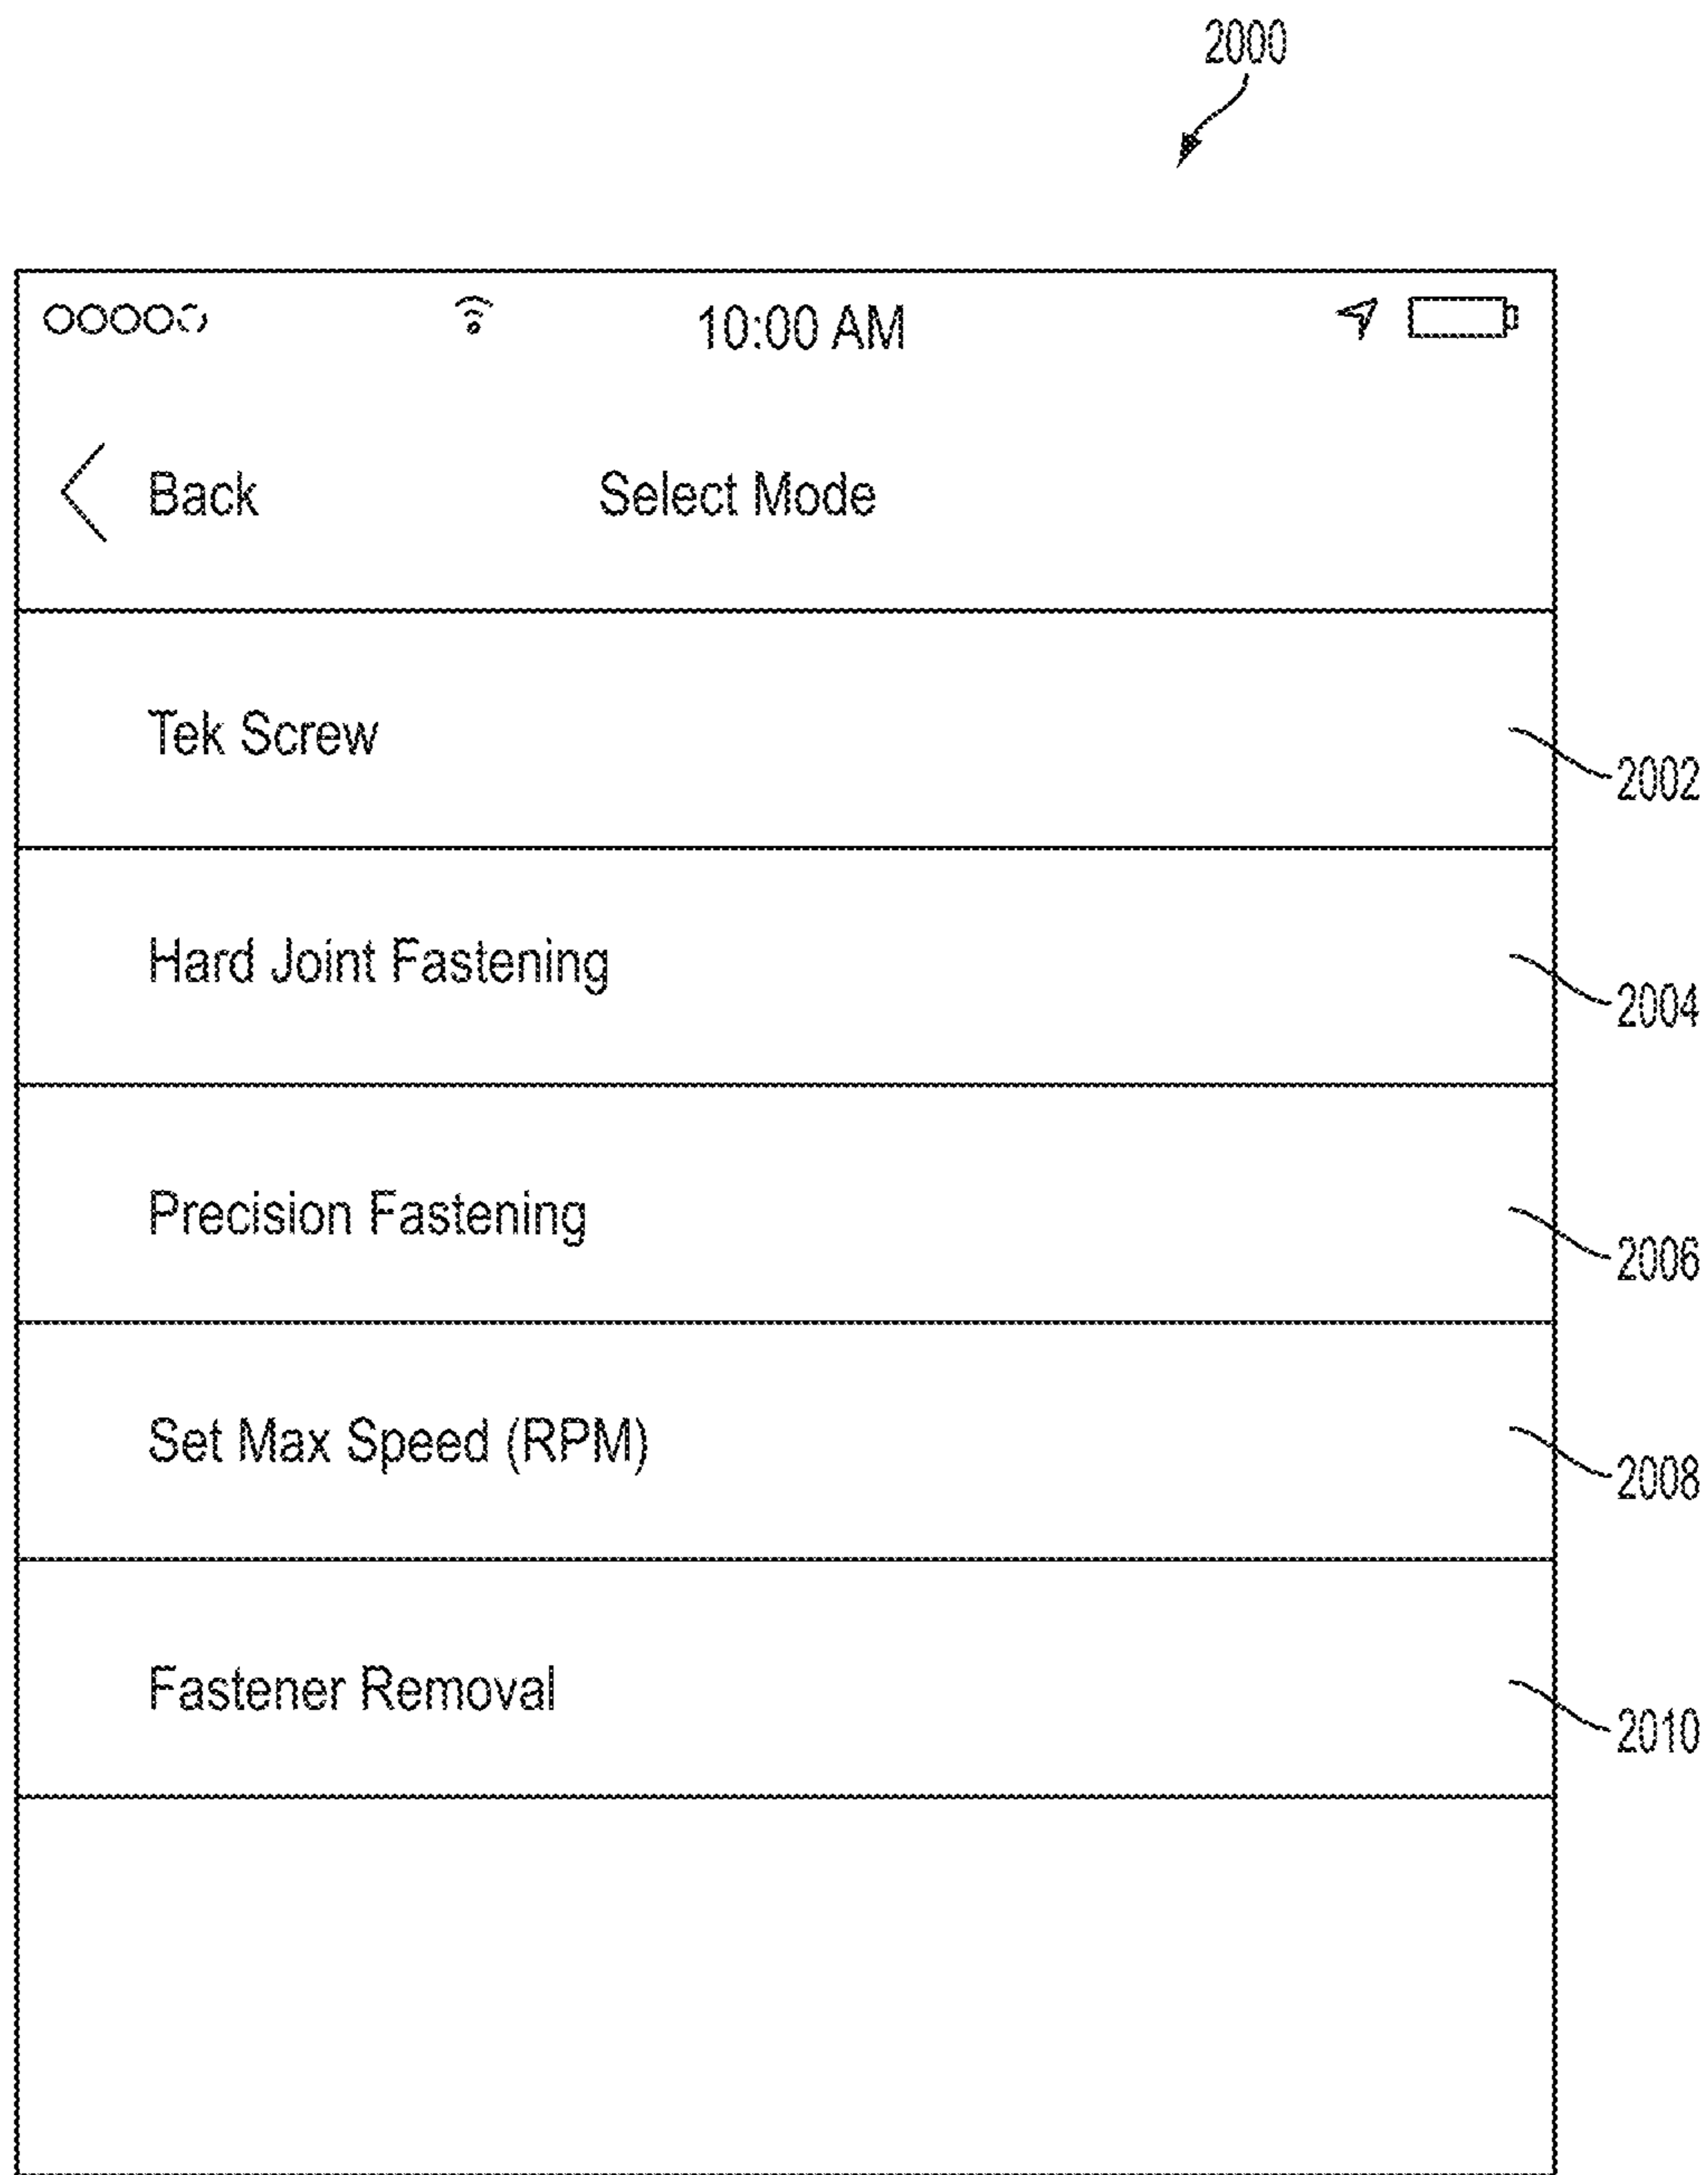 2000
10:00 AM
Back Select Mode
Tek Screw
2002
Hard Joint Fastening
2004
Precision Fastening
2006
Set Max Speed (RPM)
2008
Fastener Removal
2010